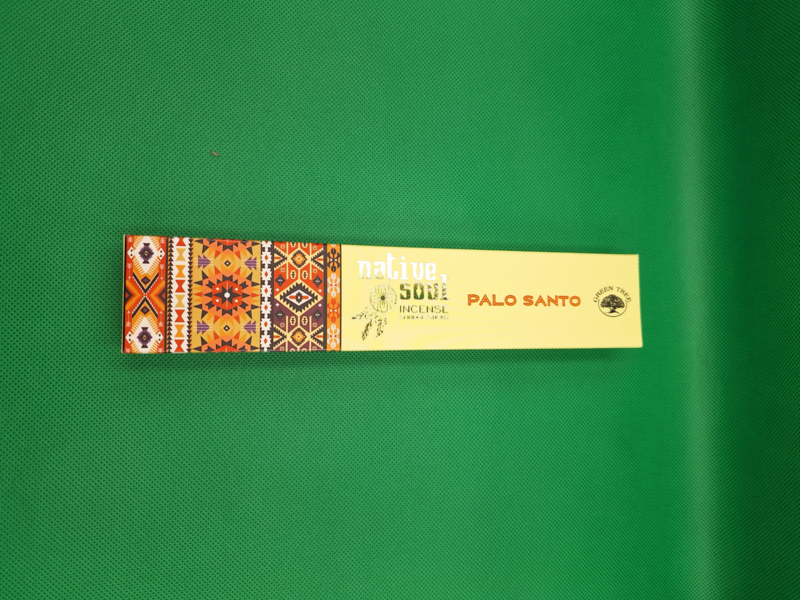 native
soul
INCENSE
PALO SANTO
GREEN TREE